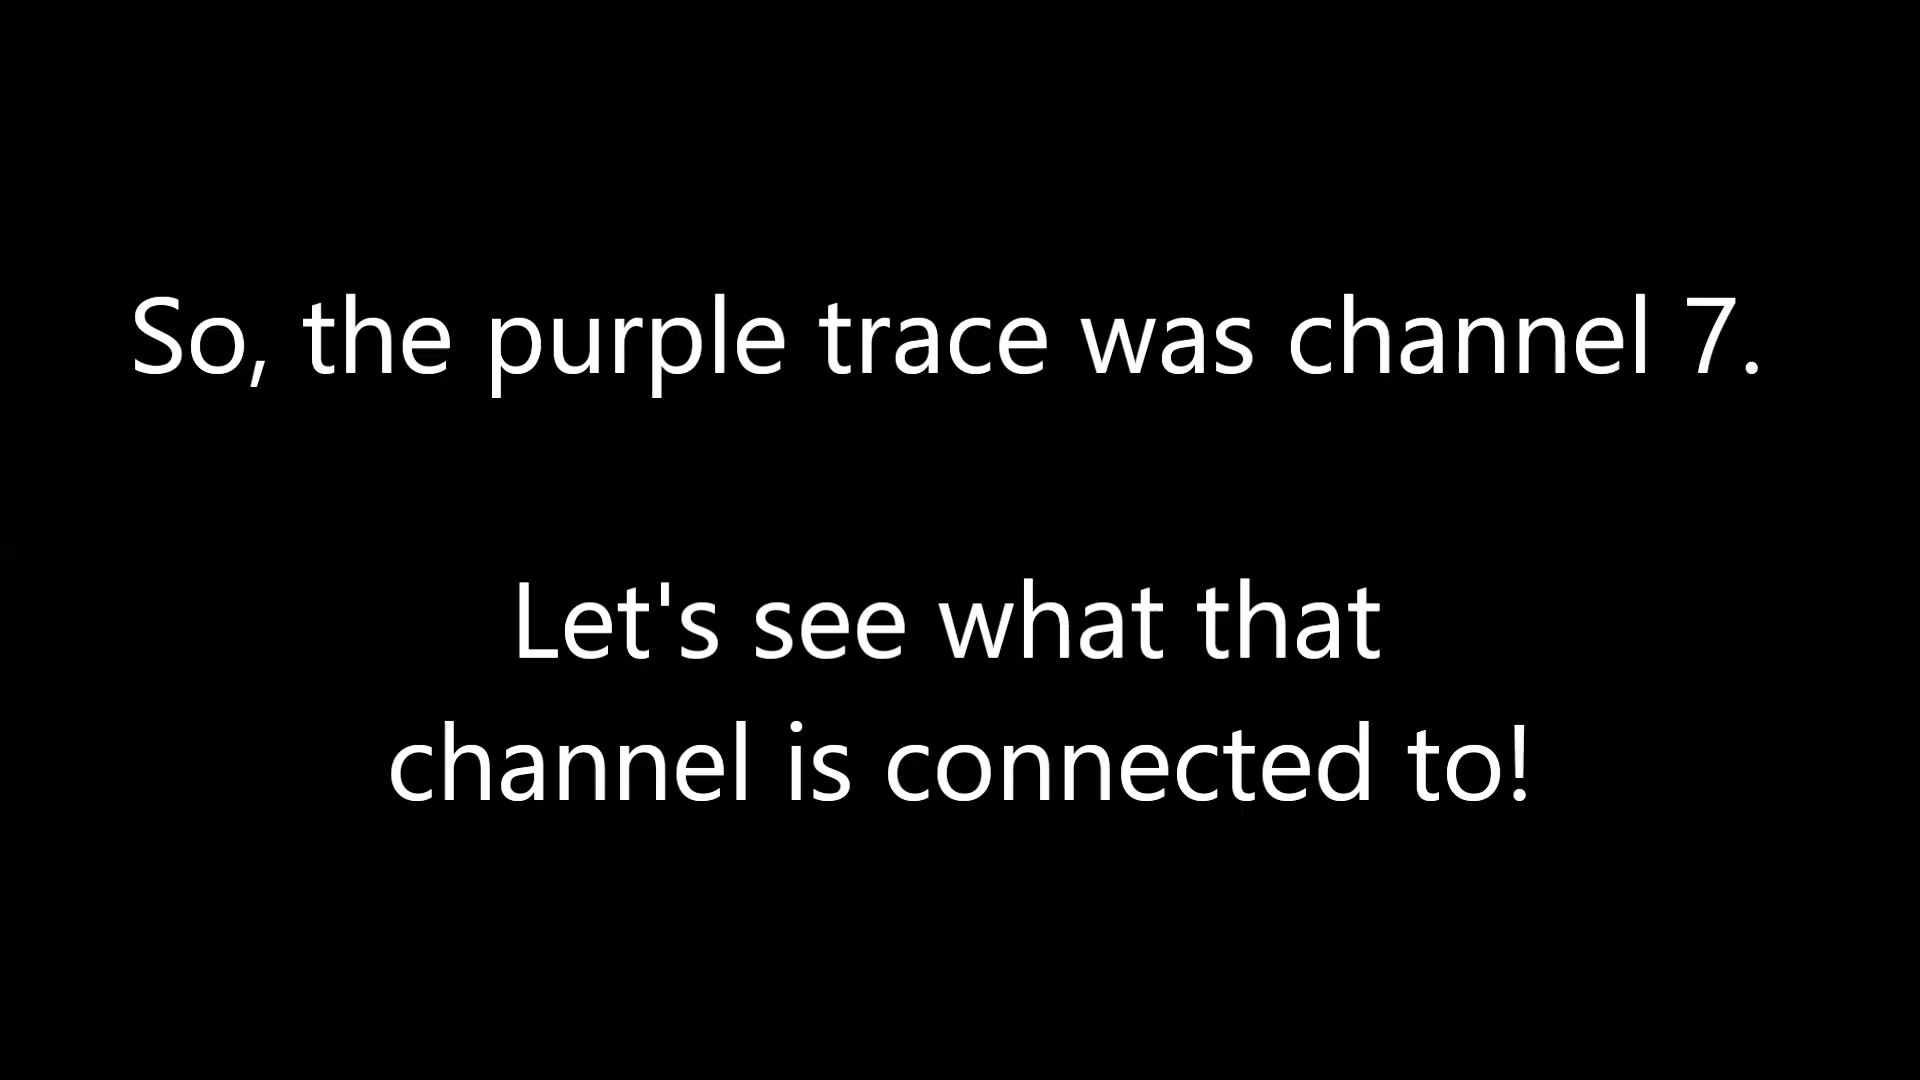 So, the purple trace was channel 7.
Let's see what that
channel is connected to!